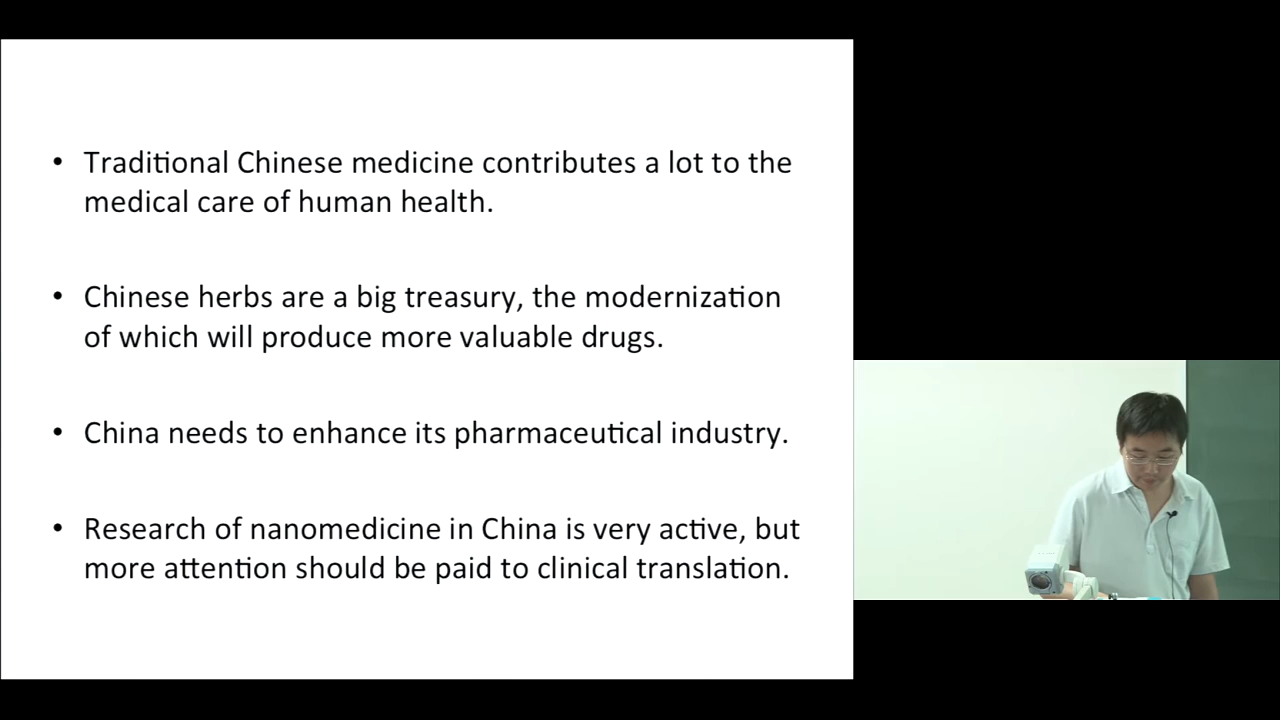 • Traditional Chinese medicine contributes a lot to the
medical care of human health.
• Chinese herbs are a big treasury, the modernization
of which will produce more valuable drugs.
• China needs to enhance its pharmaceutical industry.
• Research of nanomedicine in China is very active, but
more attention should be paid to clinical translation.